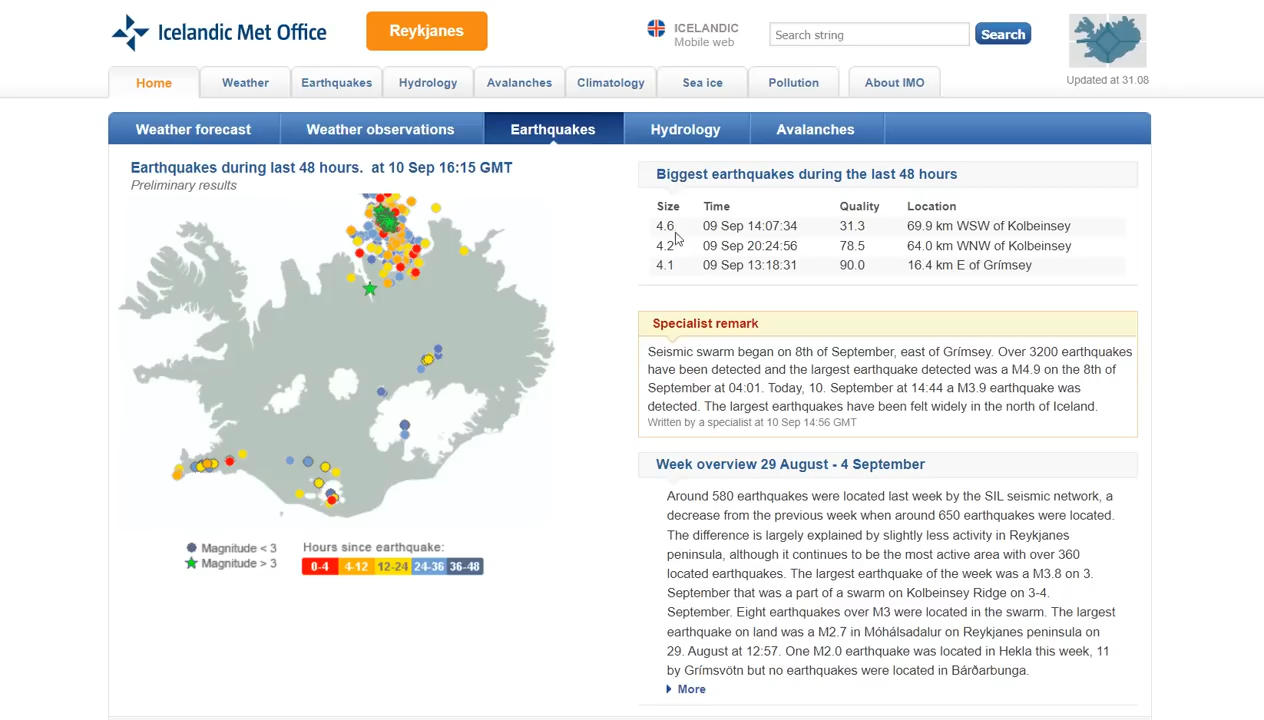 Icelandic Met Office
Reykjanes
ICELANDIC
Mobile web
Search string
Search
Updated at 31.08
Home
Weather
Earthquakes
Hydrology
Avalanches
Climatology
Sea ice
Pollution
About IMO
Weather forecast
Weather observations
Earthquakes
Hydrology
Avalanches
Earthquakes during last 48 hours. at 10 Sep 16:15 GMT
Preliminary results
Magnitude < 3
Magnitude > 3
Hours since earthquake:
0-4 4-12 12-24 24-36 36-48
Biggest earthquakes during the last 48 hours
Size Time Quality Location
4.6 09 Sep 14:07:34 31.3 69.9 km WSW of Kolbeinsey
4.2 09 Sep 20:24:56 78.5 64.0 km WNW of Kolbeinsey
4.1 09 Sep 13:18:31 90.0 16.4 km E of Grímsey
Specialist remark
Seismic swarm began on 8th of September, east of Grímsey. Over 3200 earthquakes
have been detected and the largest earthquake detected was a M4.9 on the 8th of
September at 04:01. Today, 10. September at 14:44 a M3.9 earthquake was
detected. The largest earthquakes have been felt widely in the north of Iceland.
Written by a specialist at 10 Sep 14:56 GMT
Week overview 29 August - 4 September
Around 580 earthquakes were located last week by the SIL seismic network, a
decrease from the previous week when around 650 earthquakes were located.
The difference is largely explained by slightly less activity in Reykjanes
peninsula, although it continues to be the most active area with over 360
located earthquakes. The largest earthquake of the week was a M3.8 on 3.
September that was a part of a swarm on Kolbeinsey Ridge on 3-4.
September. Eight earthquakes over M3 were located in the swarm. The largest
earthquake on land was a M2.7 in Móhálsadalur on Reykjanes peninsula on
29. August at 12:57. One M2.0 earthquake was located in Hekla this week, 11
by Grímsvötn but no earthquakes were located in Bárðarbunga.
More